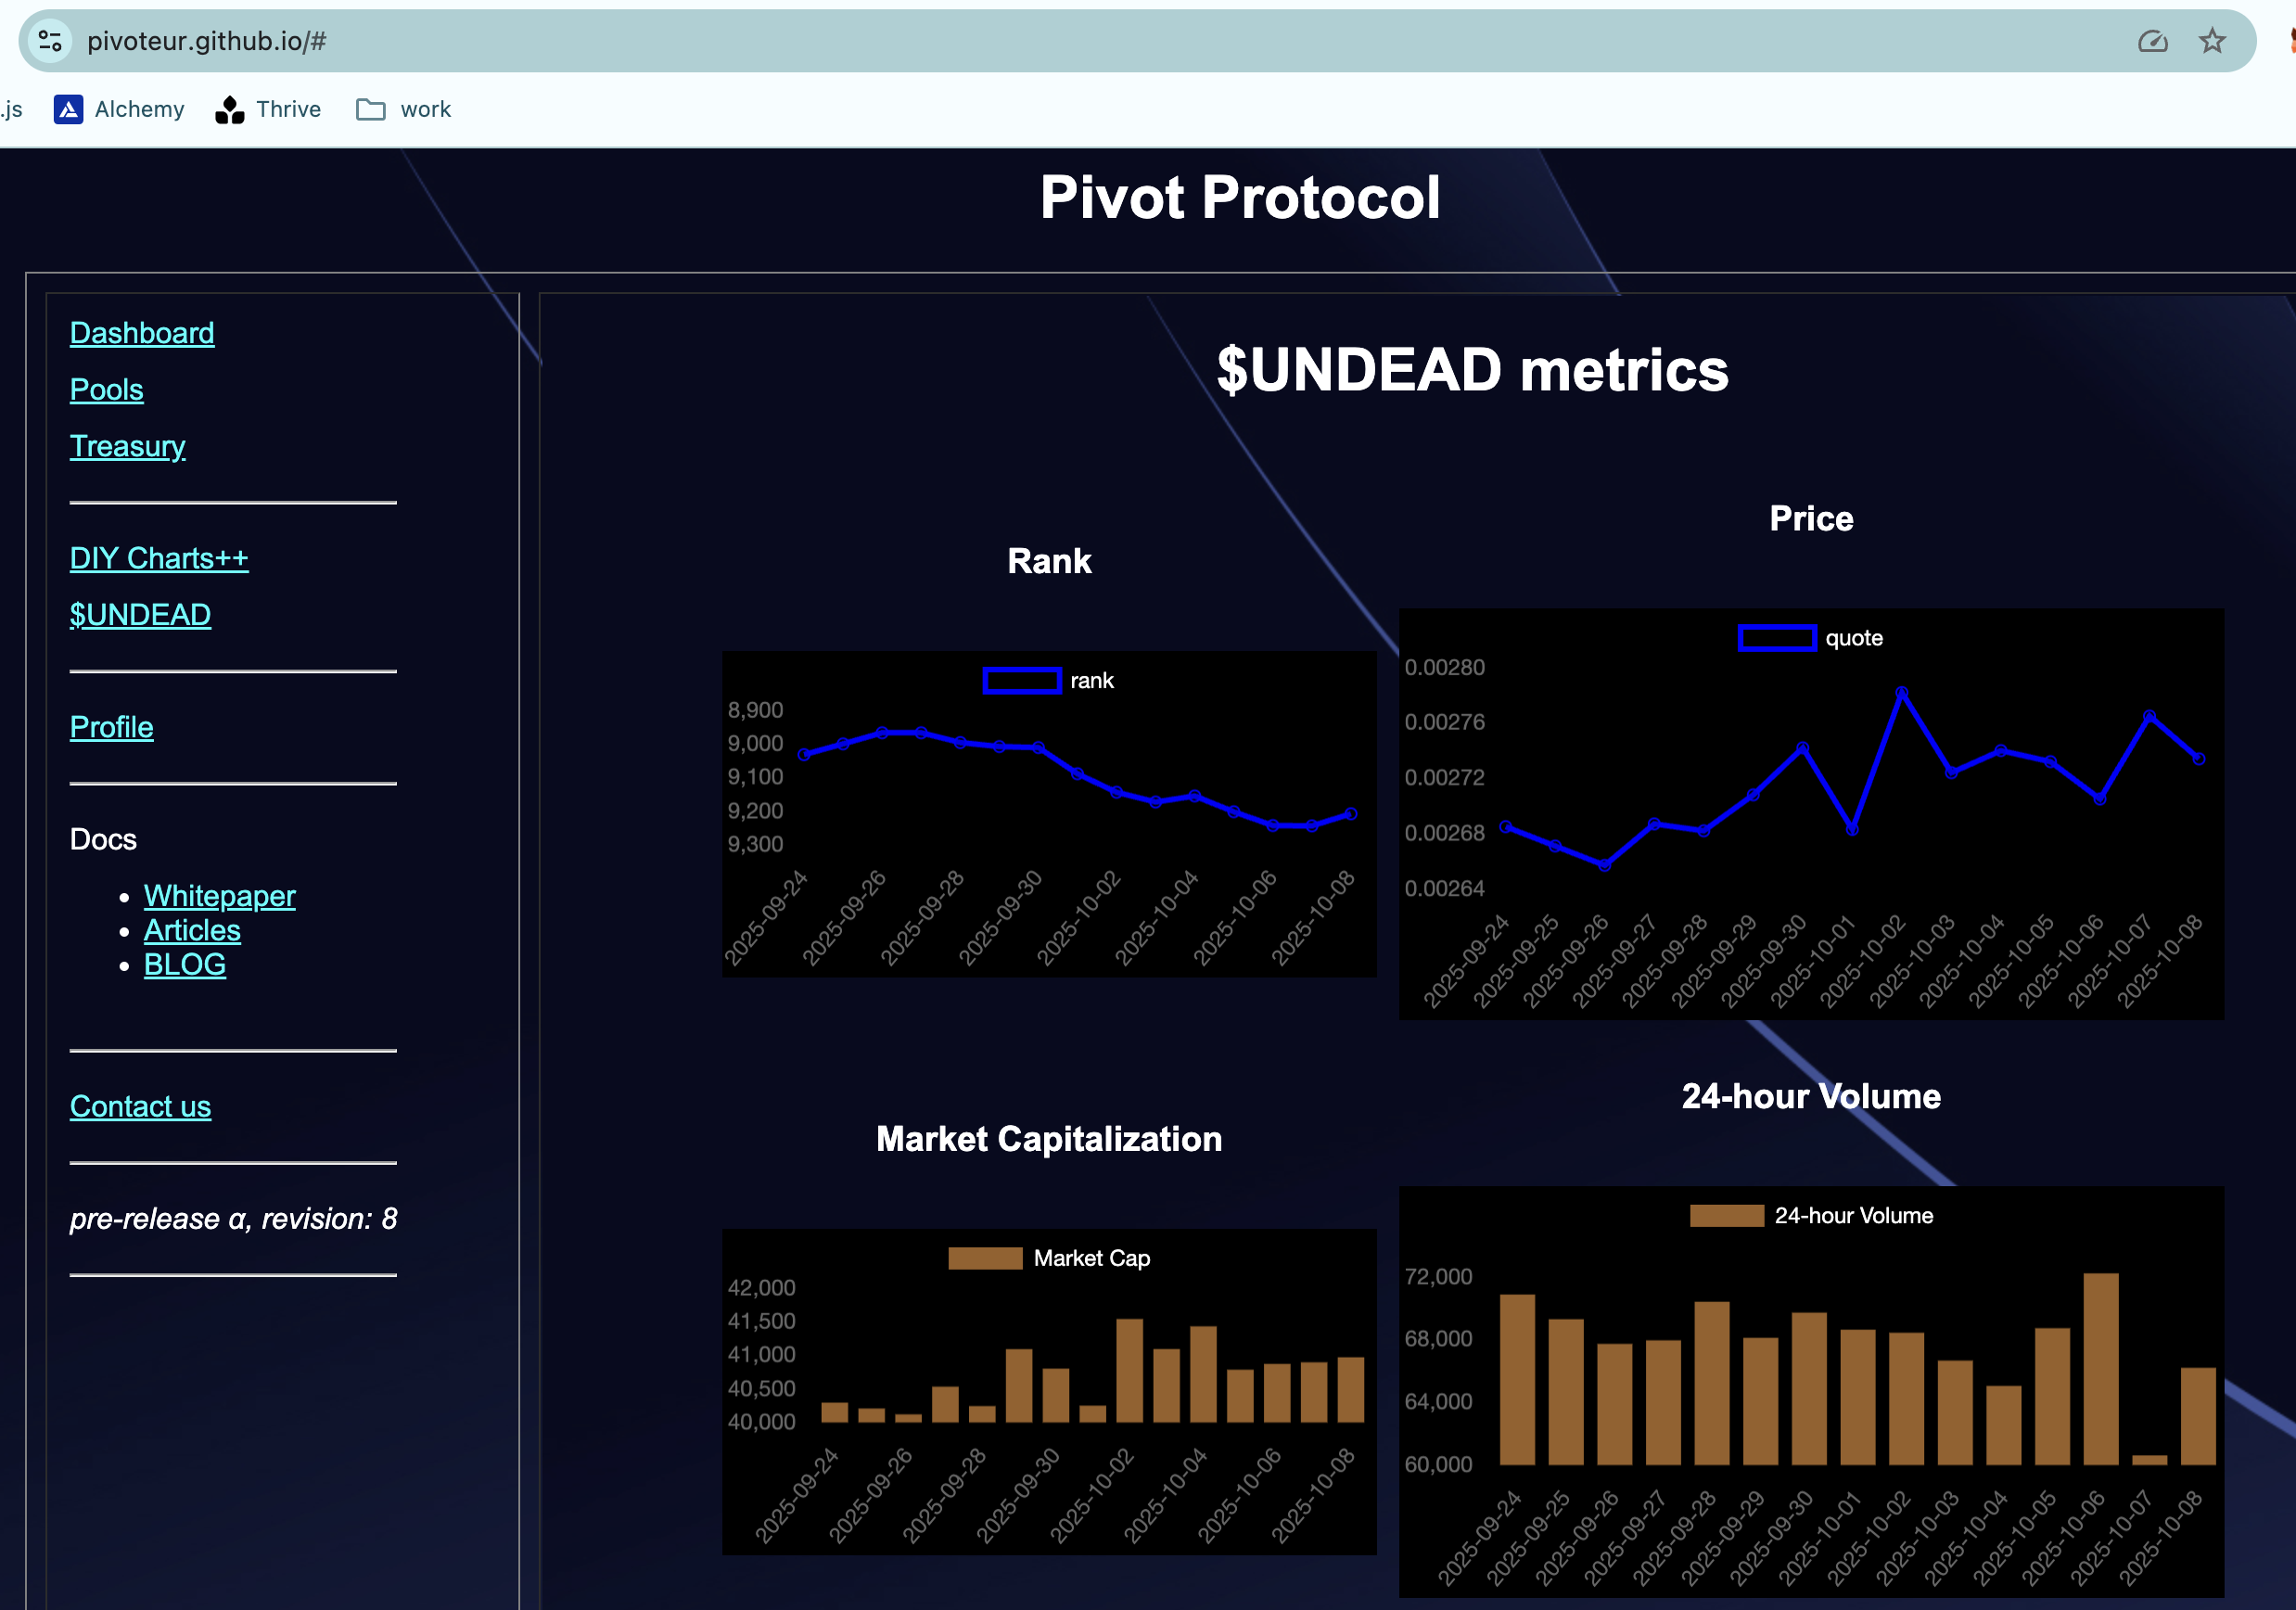 pivoteur.github.io/#
.js
Alchemy
Thrive
work
Pivot Protocol
Dashboard
Pools
Treasury
DIY Charts++
$UNDEAD
Profile
Docs
Whitepaper
Articles
BLOG
Contact us
pre-release α, revision: 8
$UNDEAD metrics
Rank
rank
8,900
9,000
9,100
9,200
9,300
2025-09-24
2025-09-26
2025-09-28
2025-09-30
2025-10-02
2025-10-04
2025-10-06
2025-10-08
Price
quote
0.00280
0.00276
0.00272
0.00268
0.00264
2025-09-24
2025-09-25
2025-09-26
2025-09-27
2025-09-28
2025-09-29
2025-09-30
2025-10-01
2025-10-02
2025-10-03
2025-10-04
2025-10-05
2025-10-06
2025-10-07
2025-10-08
Market Capitalization
Market Cap
42,000
41,500
41,000
40,500
40,000
2025-09-24
2025-09-26
2025-09-28
2025-09-30
2025-10-02
2025-10-04
2025-10-06
2025-10-08
24-hour Volume
24-hour Volume
72,000
68,000
64,000
60,000
2025-09-24
2025-09-25
2025-09-26
2025-09-27
2025-09-28
2025-09-29
2025-09-30
2025-10-01
2025-10-02
2025-10-03
2025-10-04
2025-10-05
2025-10-06
2025-10-07
2025-10-08